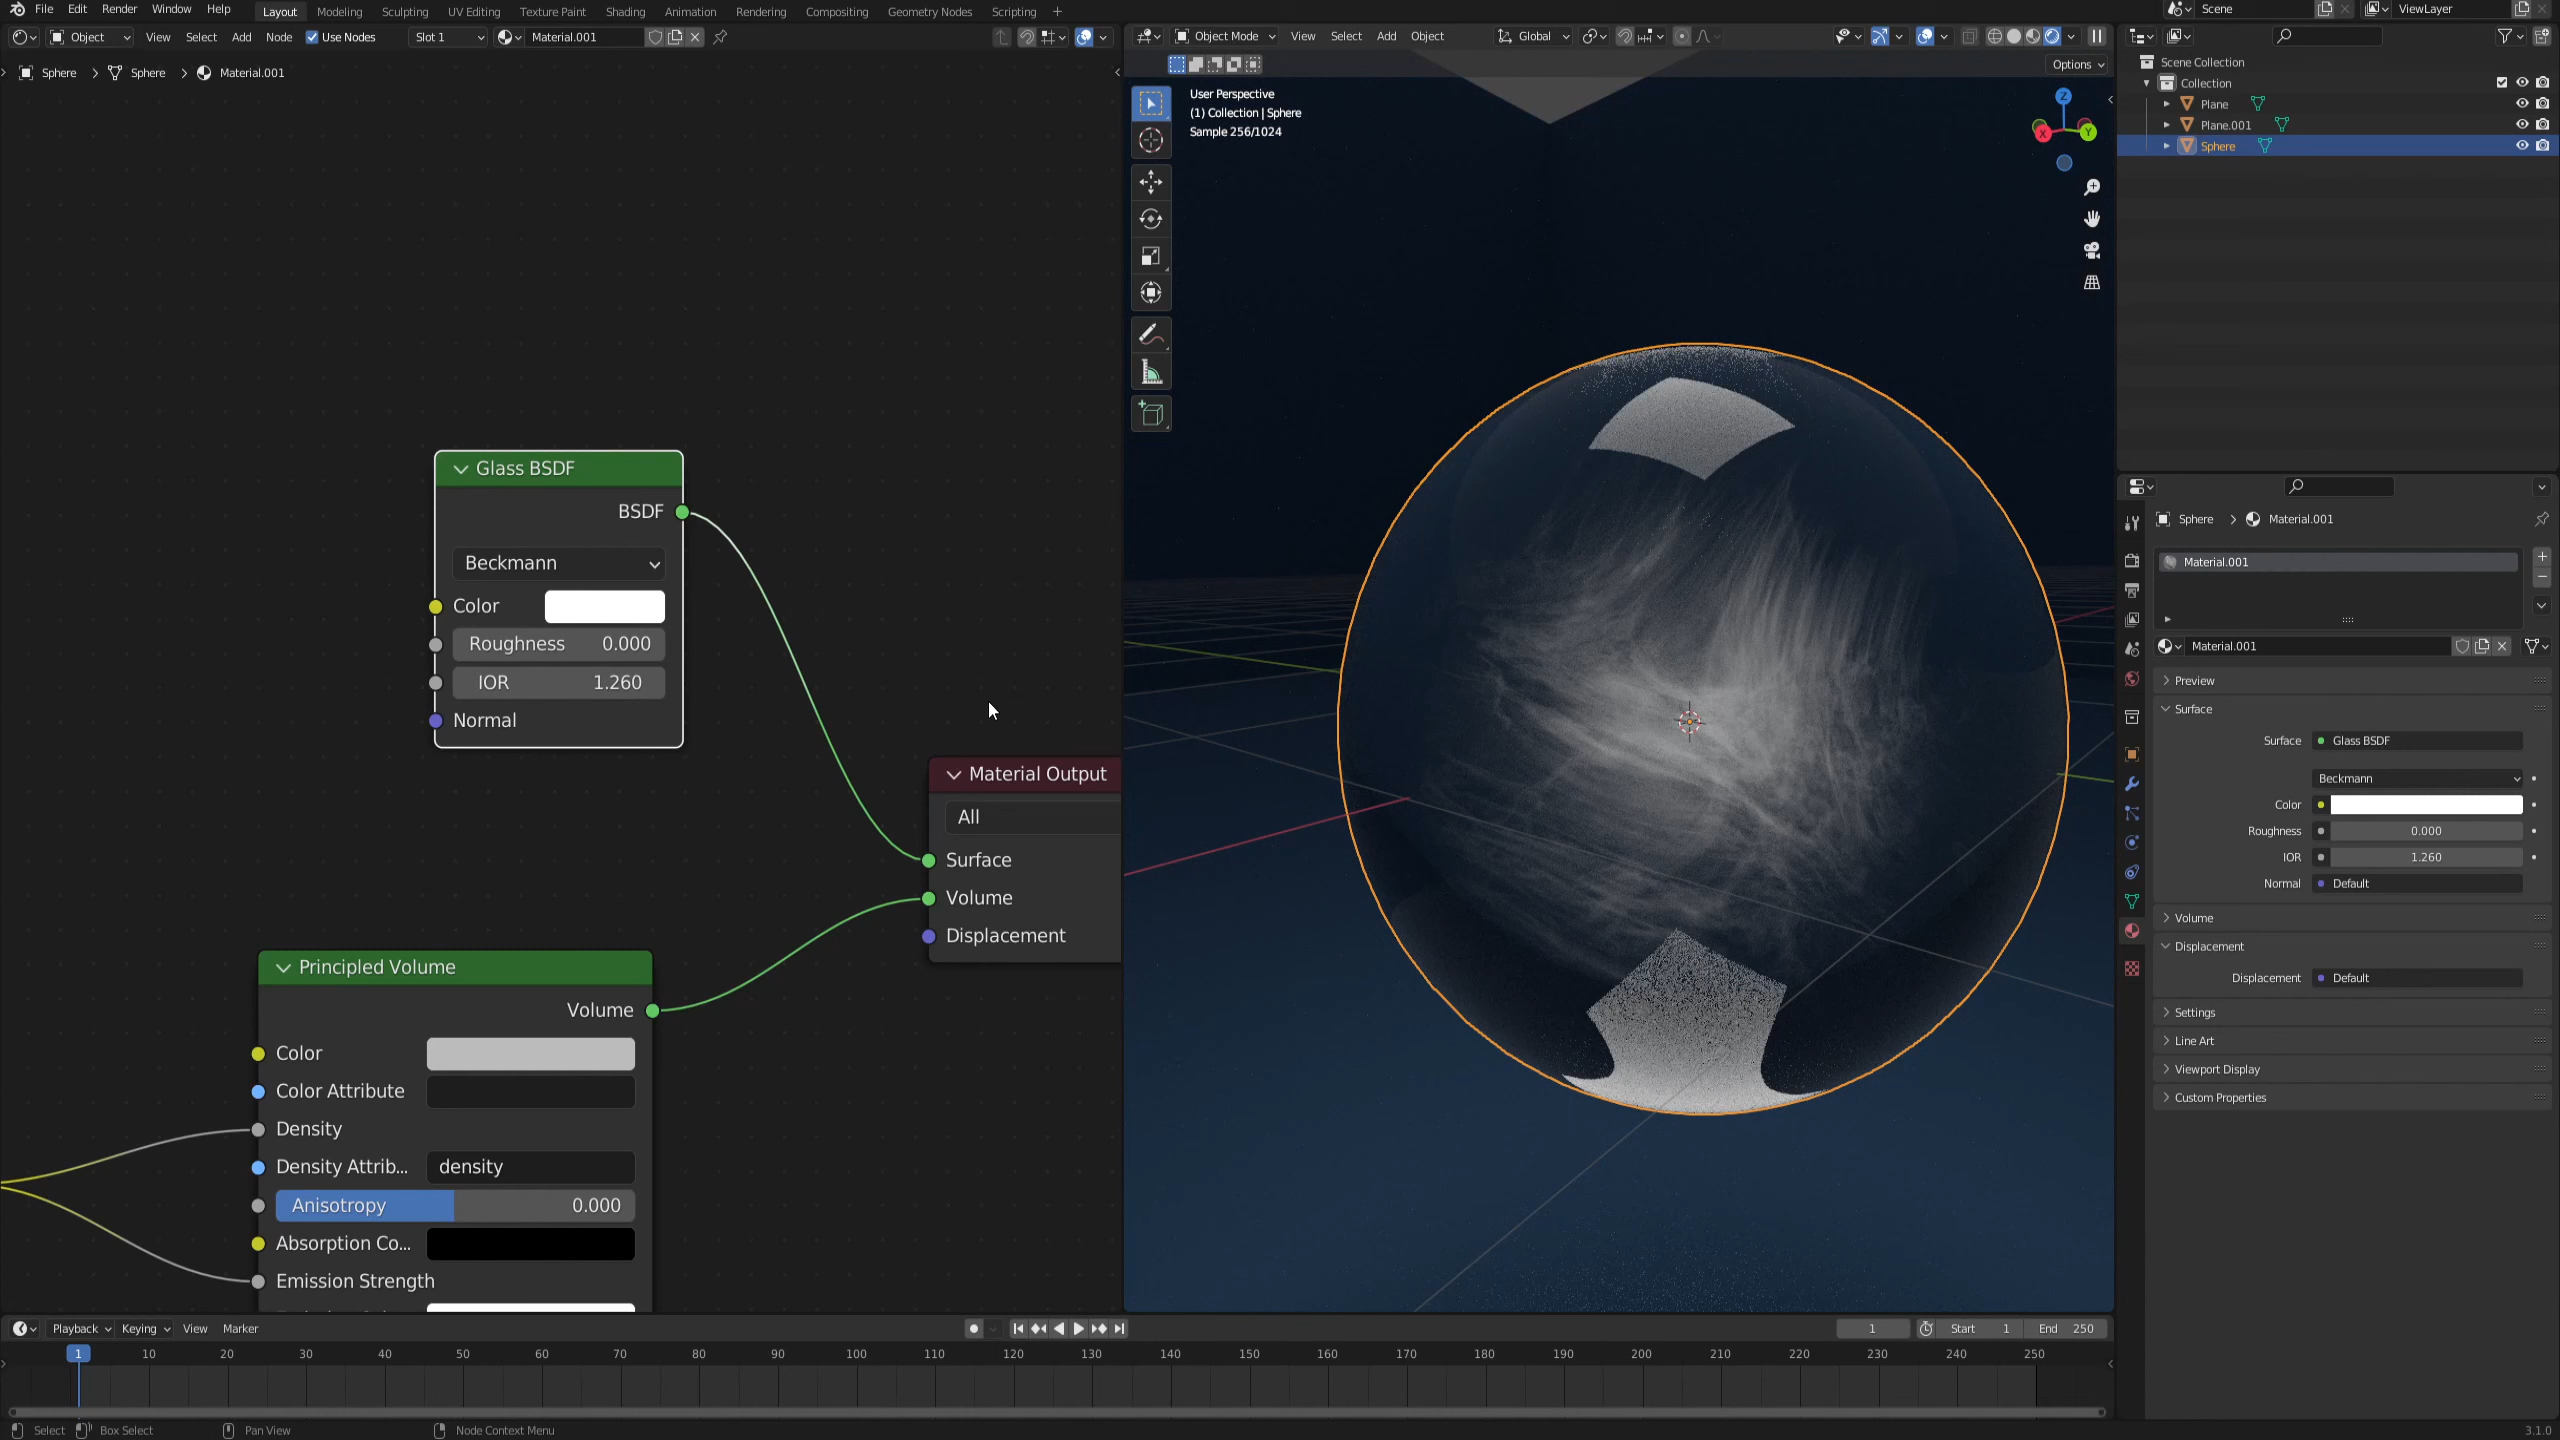 File Edit Render Window Help Layout Modeling Sculpting UV Editing Texture Paint Shading Animation Rendering Compositing Geometry Nodes Scripting + Scene ViewLayer
Object View Select Add Node Use Nodes Slot 1 Material.001
Object Mode View Select Add Object Global
Sphere > Sphere > Material.001
Options
User Perspective
(1) Collection | Sphere
Sample 256/1024
Z
X
Y
Scene Collection
Collection
Plane
Plane.001
Sphere
Glass BSDF
BSDF
Beckmann
Color
Roughness 0.000
IOR 1.260
Normal
Material Output
All
Surface
Volume
Displacement
Principled Volume
Volume
Color
Color Attribute
Density
Density Attrib... density
Anisotropy 0.000
Absorption Co...
Emission Strength
Sphere > Material.001
Material.001
Material.001
Preview
Surface
Surface Glass BSDF
Beckmann
Color
Roughness 0.000
IOR 1.260
Normal Default
Volume
Displacement
Displacement Default
Settings
Line Art
Viewport Display
Custom Properties
Playback Keying View Marker 1 Start 1 End 250
1 10 20 30 40 50 60 70 80 90 100 110 120 130 140 150 160 170 180 190 200 210 220 230 240 250
Select Box Select Pan View Node Context Menu 3.1.0